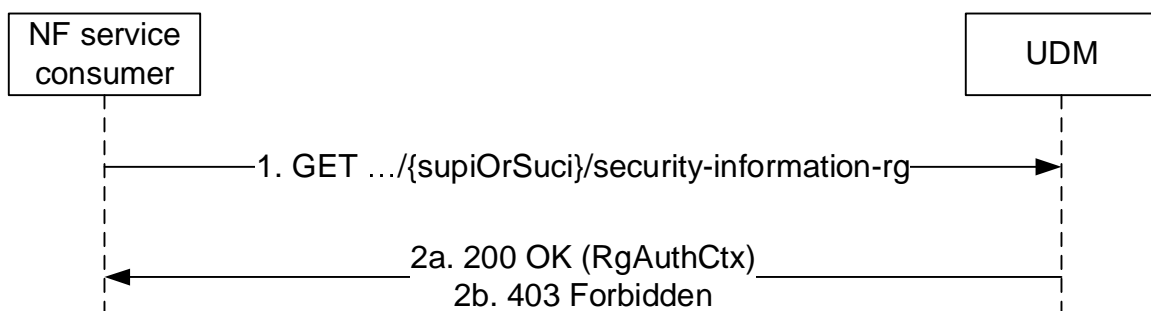 NF service
consumer
UDM
1. GET …/{supiOrSuci}/security-information-rg
2a. 200 OK (RgAuthCtx)
2b. 403 Forbidden